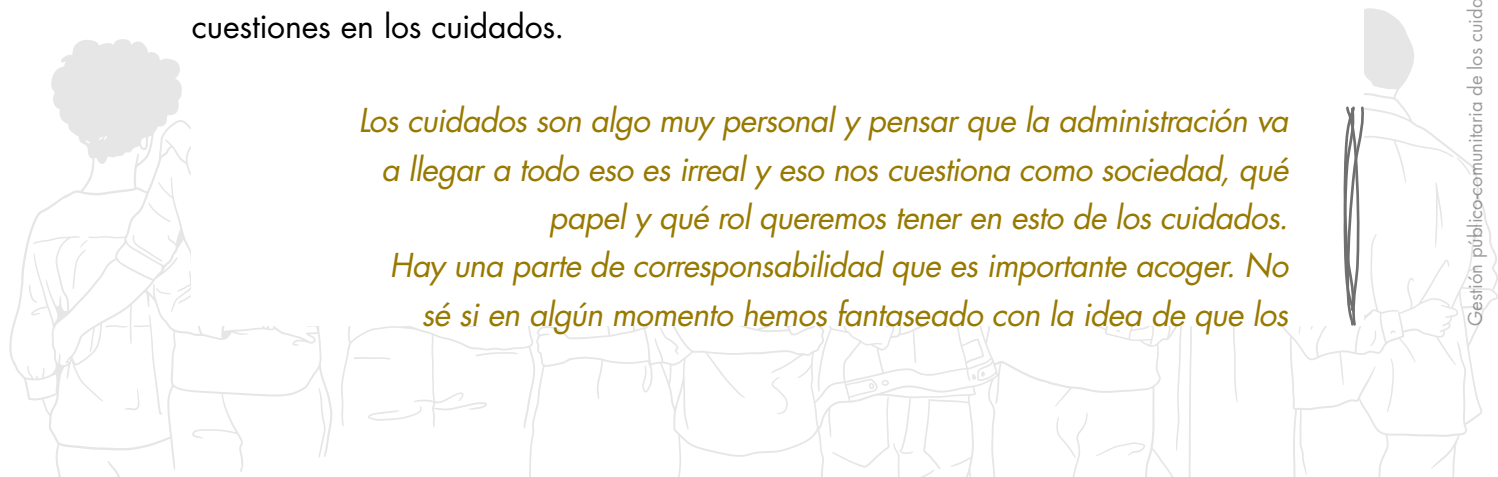 cuestiones en los cuidados.
Los cuidados son algo muy personal y pensar que la administración va
a llegar a todo eso es irreal y eso nos cuestiona como sociedad, qué
papel y qué rol queremos tener en esto de los cuidados.
Hay una parte de corresponsabilidad que es importante acoger. No
sé si en algún momento hemos fantaseado con la idea de que los
Gestión público-comunitaria de los